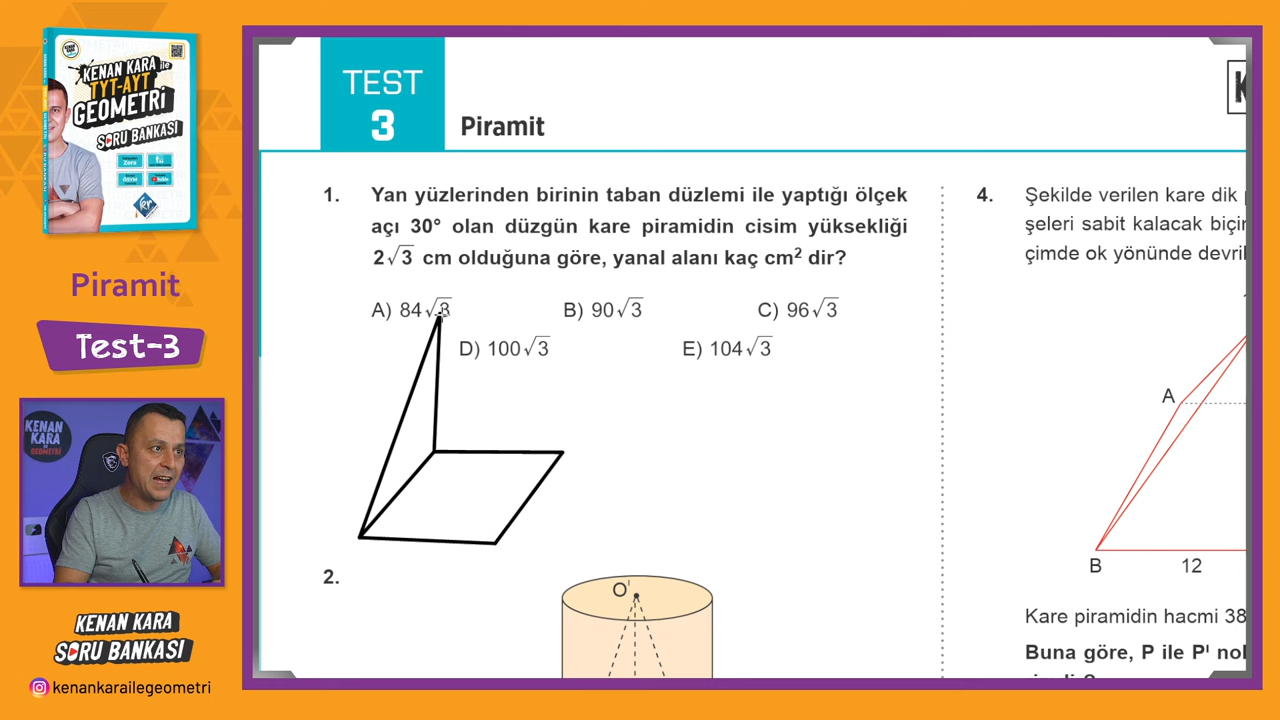 KENAN KARA ile
TYT-AYT
GEOMETRİ
SORU BANKASI
kr
Piramit
Test-3
KENAN
KARA
GEOMETRİ
KENAN KARA
SORU BANKASI
kenankarailegeometri
TEST
3
Piramit
1. Yan yüzlerinden birinin taban düzlemi ile yaptığı ölçek
açı 30° olan düzgün kare piramidin cisim yüksekliği
2√3 cm olduğuna göre, yanal alanı kaç cm² dir?
A) 84√3 B) 90√3 C) 96√3
D) 100√3 E) 104√3
2.
O'
4. Şekilde verilen kare dik
şeleri sabit kalacak biçi
çimde ok yönünde devril
A
B 12
Kare piramidin hacmi 38
Buna göre, P ile P' nol